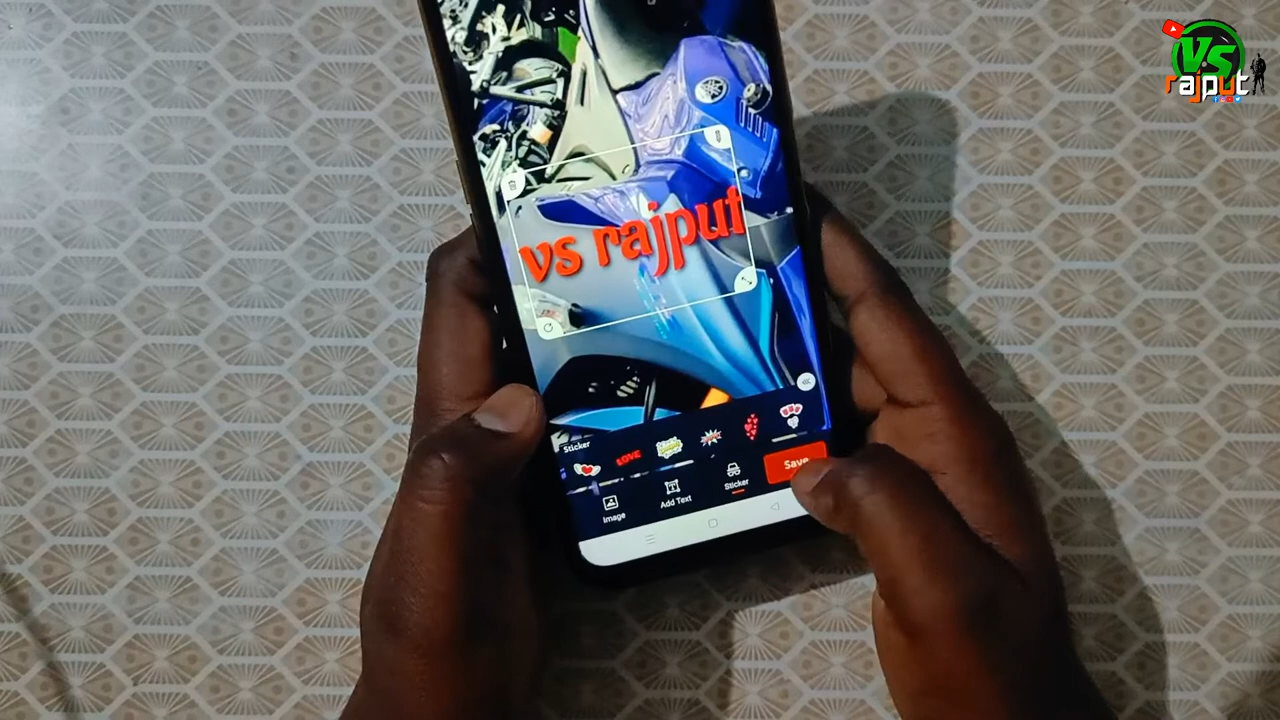 VS
rajput
vs rajput
Sticker
LOVE
Image
Add Text
Sticker
Save